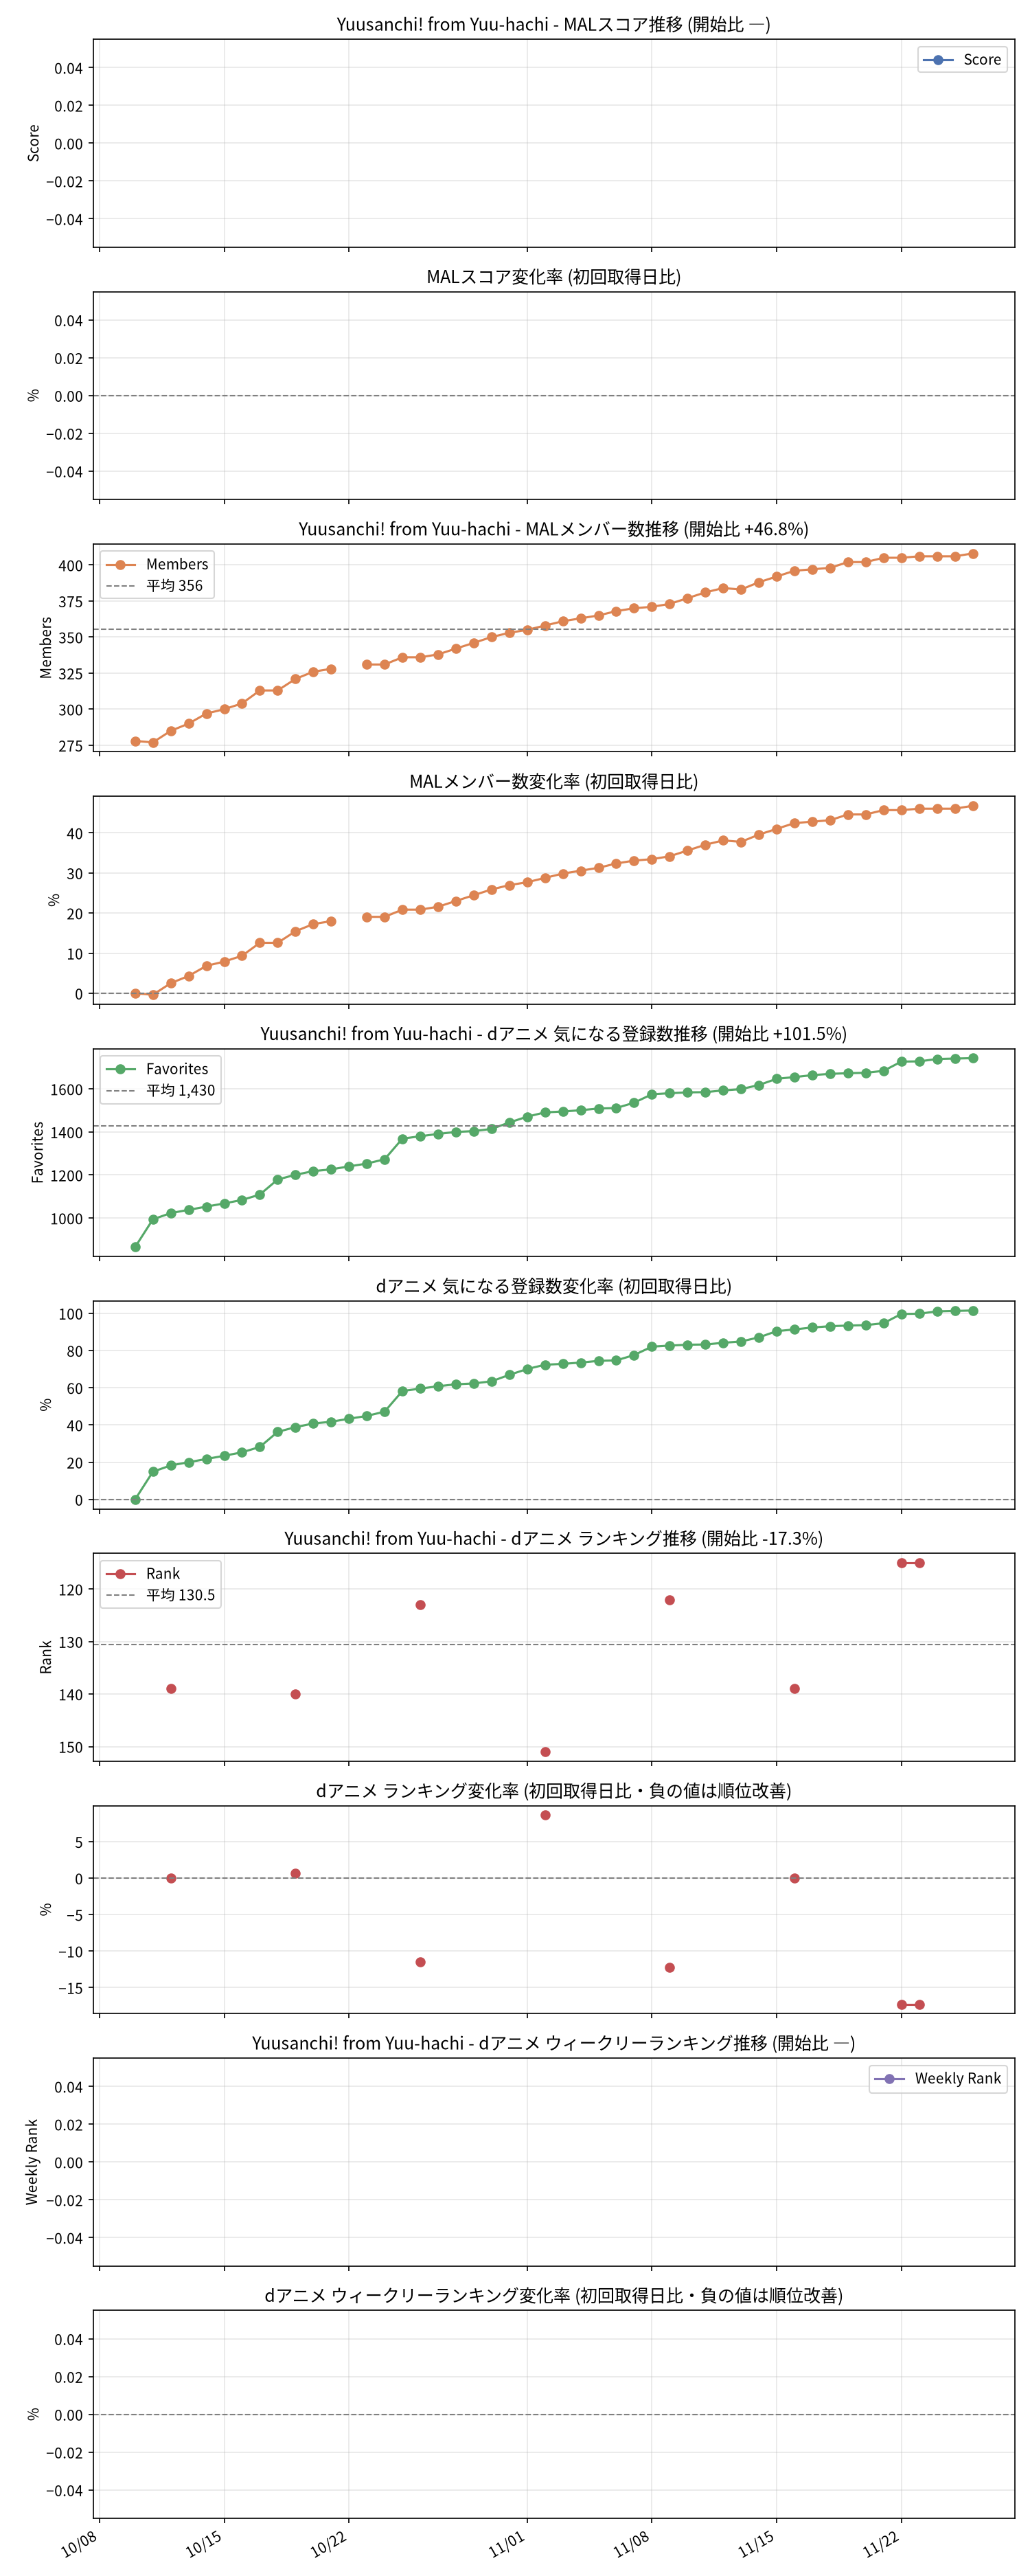 Yuusanchi! from Yuu-hachi - MALスコア推移 (開始比 —)
Score
0.04
0.02
0.00
−0.02
−0.04
Score
MALスコア変化率 (初回取得日比)
0.04
0.02
0.00
−0.02
−0.04
%
Yuusanchi! from Yuu-hachi - MALメンバー数推移 (開始比 +46.8%)
Members
平均 356
400
375
350
325
300
275
Members
MALメンバー数変化率 (初回取得日比)
40
30
20
10
0
%
Yuusanchi! from Yuu-hachi - dアニメ 気になる登録数推移 (開始比 +101.5%)
Favorites
平均 1,430
1600
1400
1200
1000
Favorites
dアニメ 気になる登録数変化率 (初回取得日比)
100
80
60
40
20
0
%
Yuusanchi! from Yuu-hachi - dアニメ ランキング推移 (開始比 -17.3%)
Rank
平均 130.5
120
130
140
150
Rank
dアニメ ランキング変化率 (初回取得日比・負の値は順位改善)
5
0
−5
−10
−15
%
Yuusanchi! from Yuu-hachi - dアニメ ウィークリーランキング推移 (開始比 —)
Weekly Rank
0.04
0.02
0.00
−0.02
−0.04
Weekly Rank
dアニメ ウィークリーランキング変化率 (初回取得日比・負の値は順位改善)
0.04
0.02
0.00
−0.02
−0.04
%
10/08
10/15
10/22
11/01
11/08
11/15
11/22